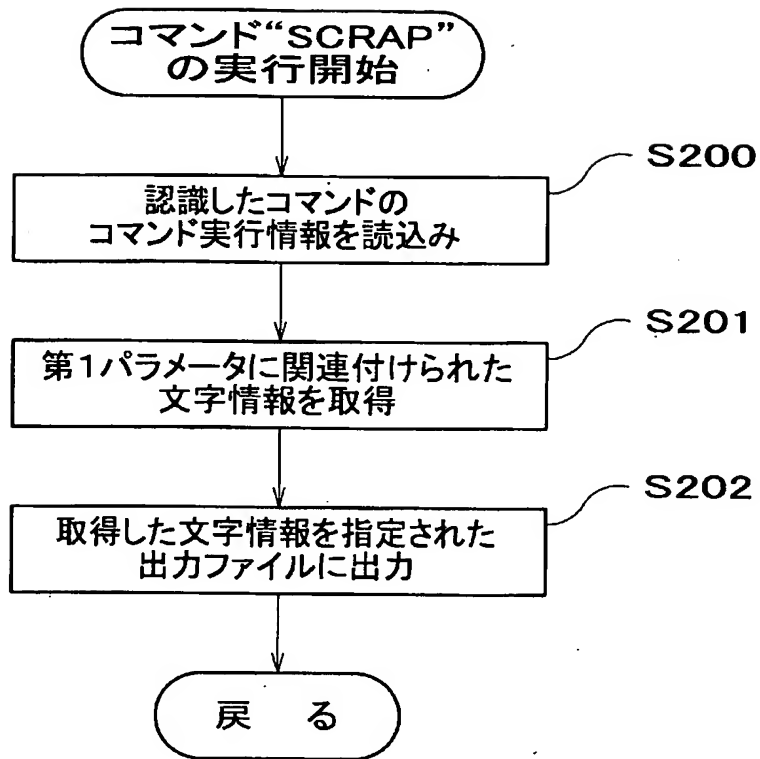 コマンド“SCRAP”
の実行開始
S200
認識したコマンドの
コマンド実行情報を読込み
S201
第1パラメータに関連付けられた
文字情報を取得
S202
取得した文字情報を指定された
出力ファイルに出力
戻 る